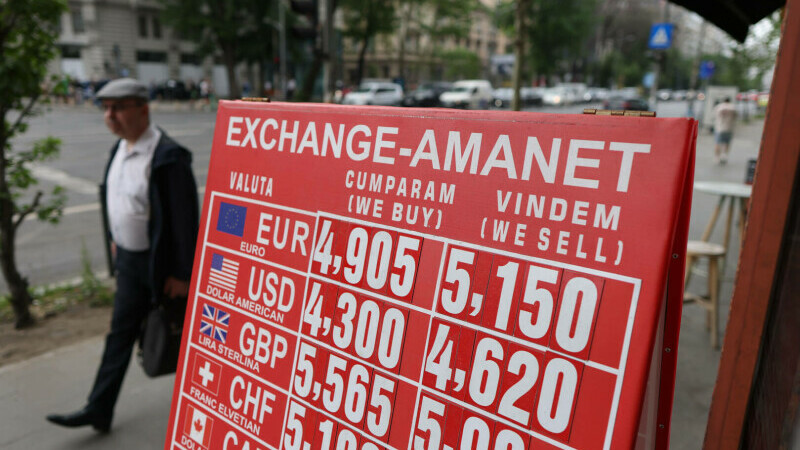 EXCHANGE-AMANET
VALUTA CUMPARAM VINDEM
(WE BUY) (WE SELL)
EUR 4,905 5,150
EURO
USD 4,300 4,620
DOLAR AMERICAN
GBP 5,565
LIRA STERLINA
CHF
FRANC ELVETIAN